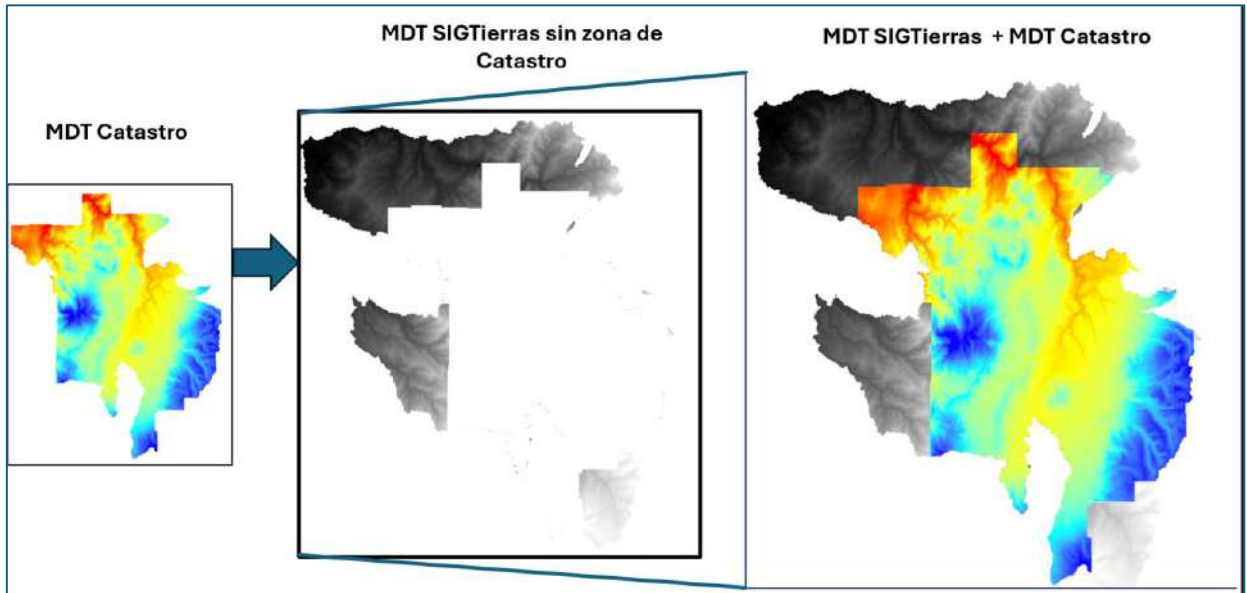 MDT Catastro
MDT SIGTierras sin zona de
Catastro
MDT SIGTierras + MDT Catastro